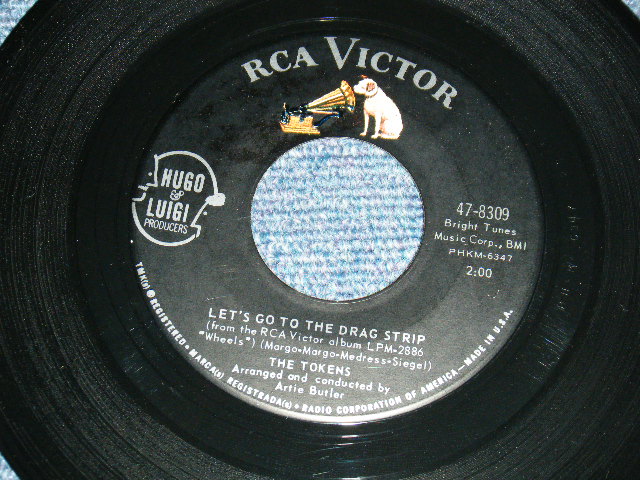 RCA VICTOR
HUGO
&
LUIGI
PRODUCERS
47-8309
Bright Tunes
Music Corp., BMI
PHKM-6347
2:00
LET'S GO TO THE DRAG STRIP
(from the RCA Victor album LPM-2886
"Wheels") (Margo-Margo-Medress-Siegel)
THE TOKENS
Arranged and conducted by
Artie Butler
TMK(s) ® REGISTERED • MARCA(s) REGISTRADA(s) • RADIO CORPORATION OF AMERICA—MADE IN U.S.A.